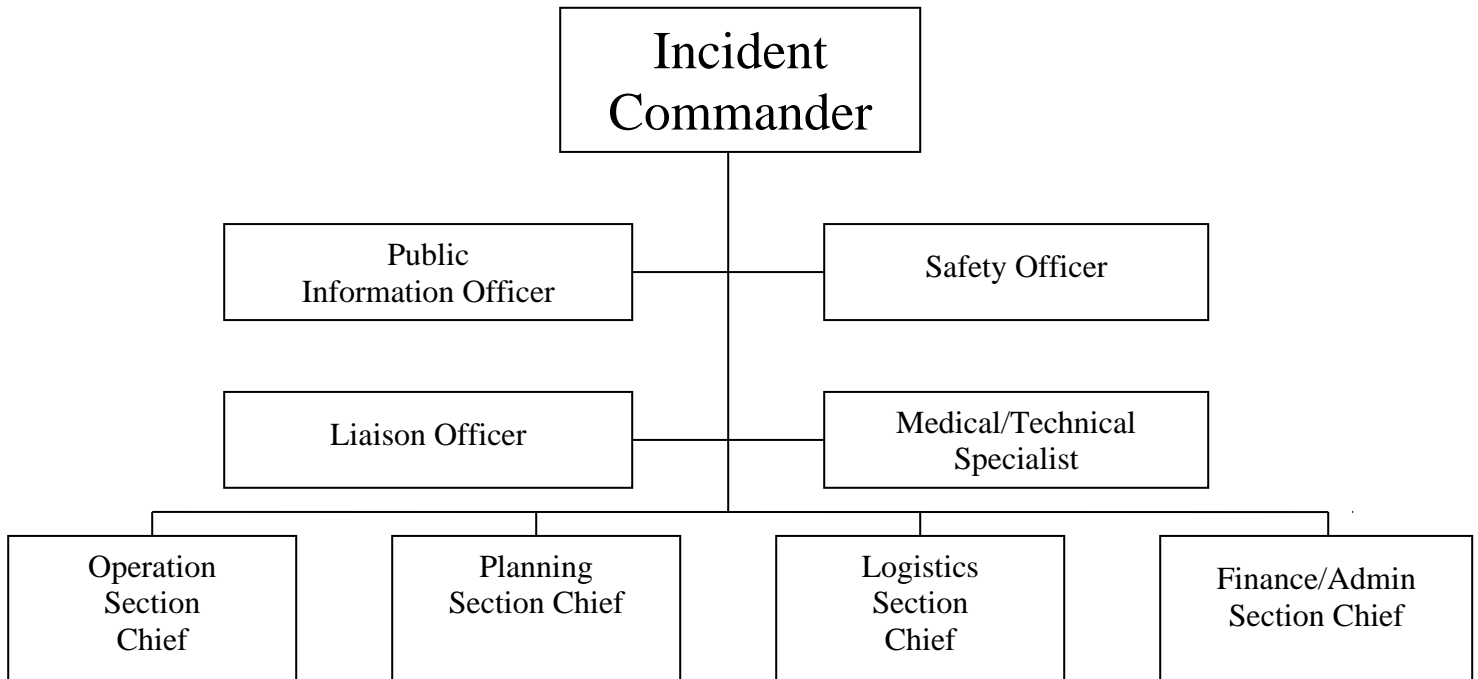 Incident
Commander
Public
Information Officer
Safety Officer
Liaison Officer
Medical/Technical
Specialist
Operation
Section
Chief
Planning
Section Chief
Logistics
Section
Chief
Finance/Admin
Section Chief